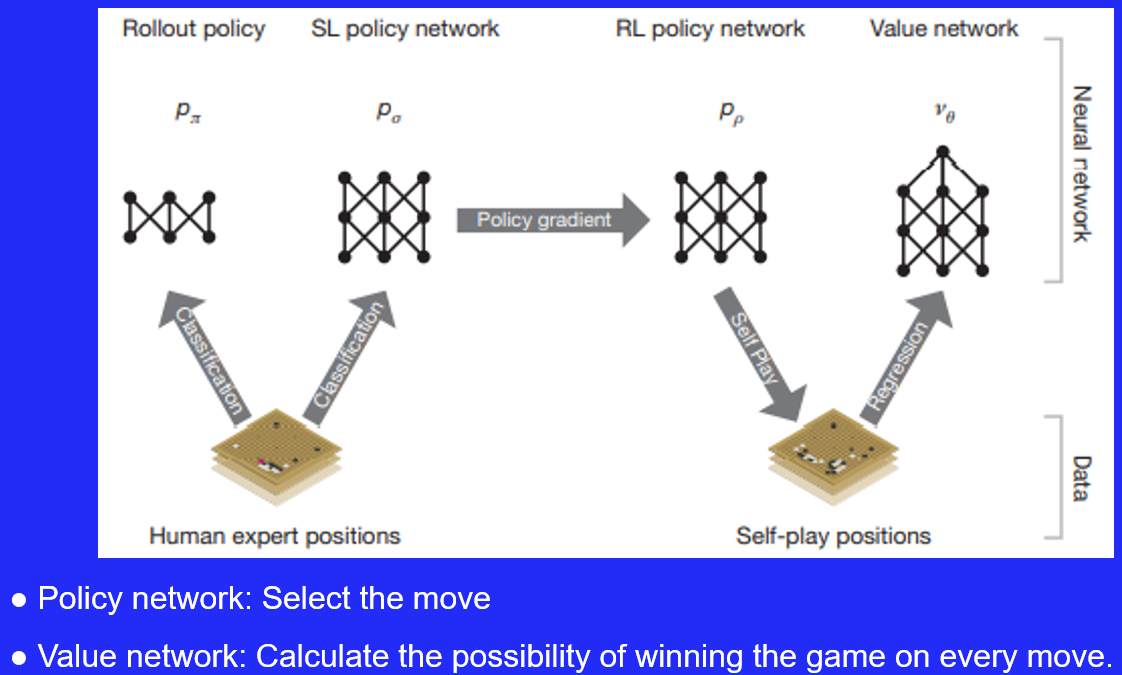 Rollout policy
SL policy network
RL policy network
Value network
pπ
pσ
pρ
vθ
Neural network
Policy gradient
Classification
Classification
Self Play
Regression
Data
Human expert positions
Self-play positions
● Policy network: Select the move
● Value network: Calculate the possibility of winning the game on every move.